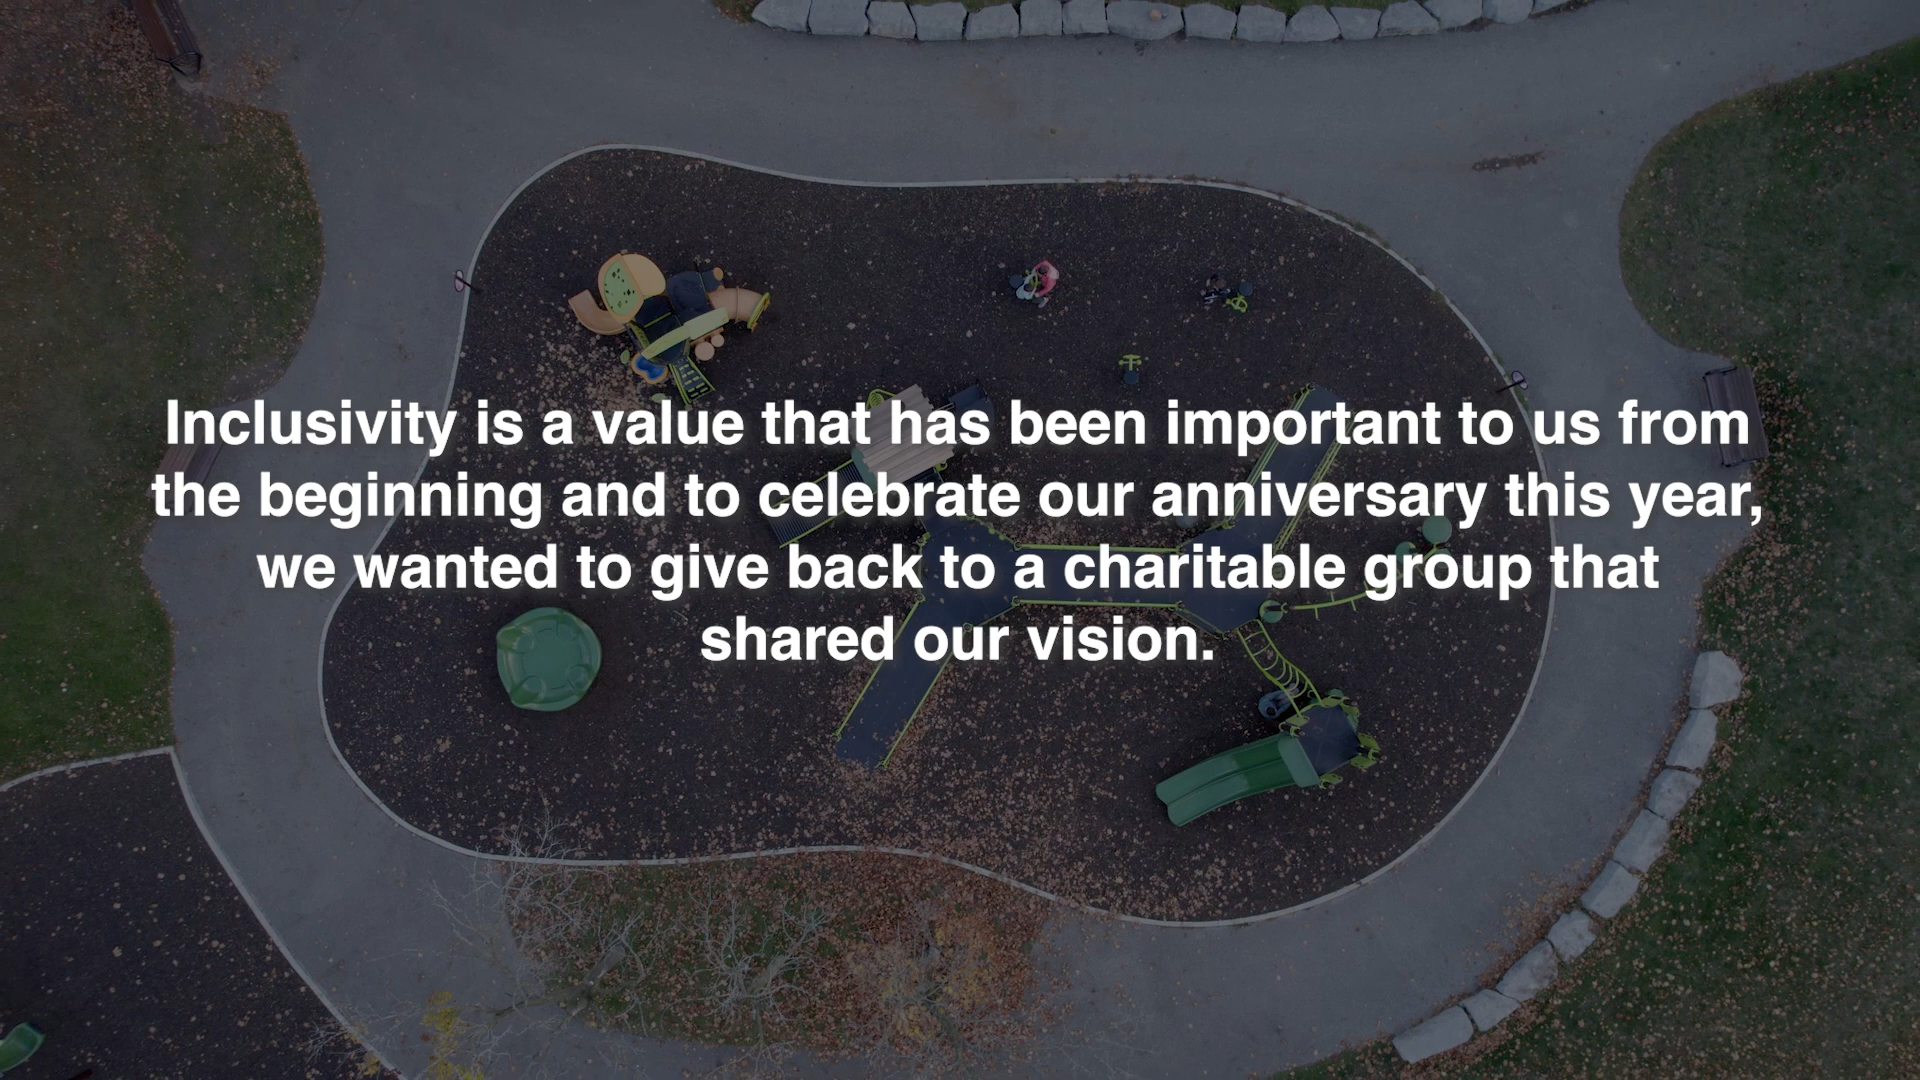 Inclusivity is a value that has been important to us from
the beginning and to celebrate our anniversary this year,
we wanted to give back to a charitable group that
shared our vision.